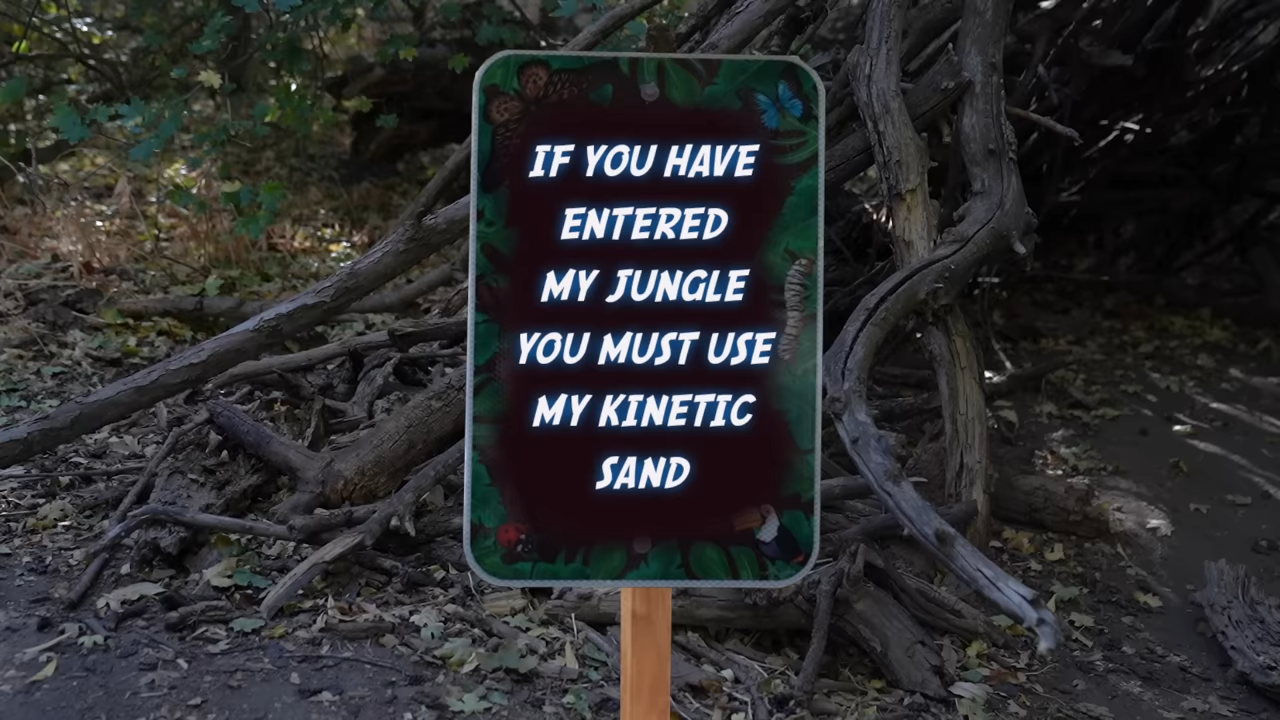 IF YOU HAVE
ENTERED
MY JUNGLE
YOU MUST USE
MY KINETIC
SAND